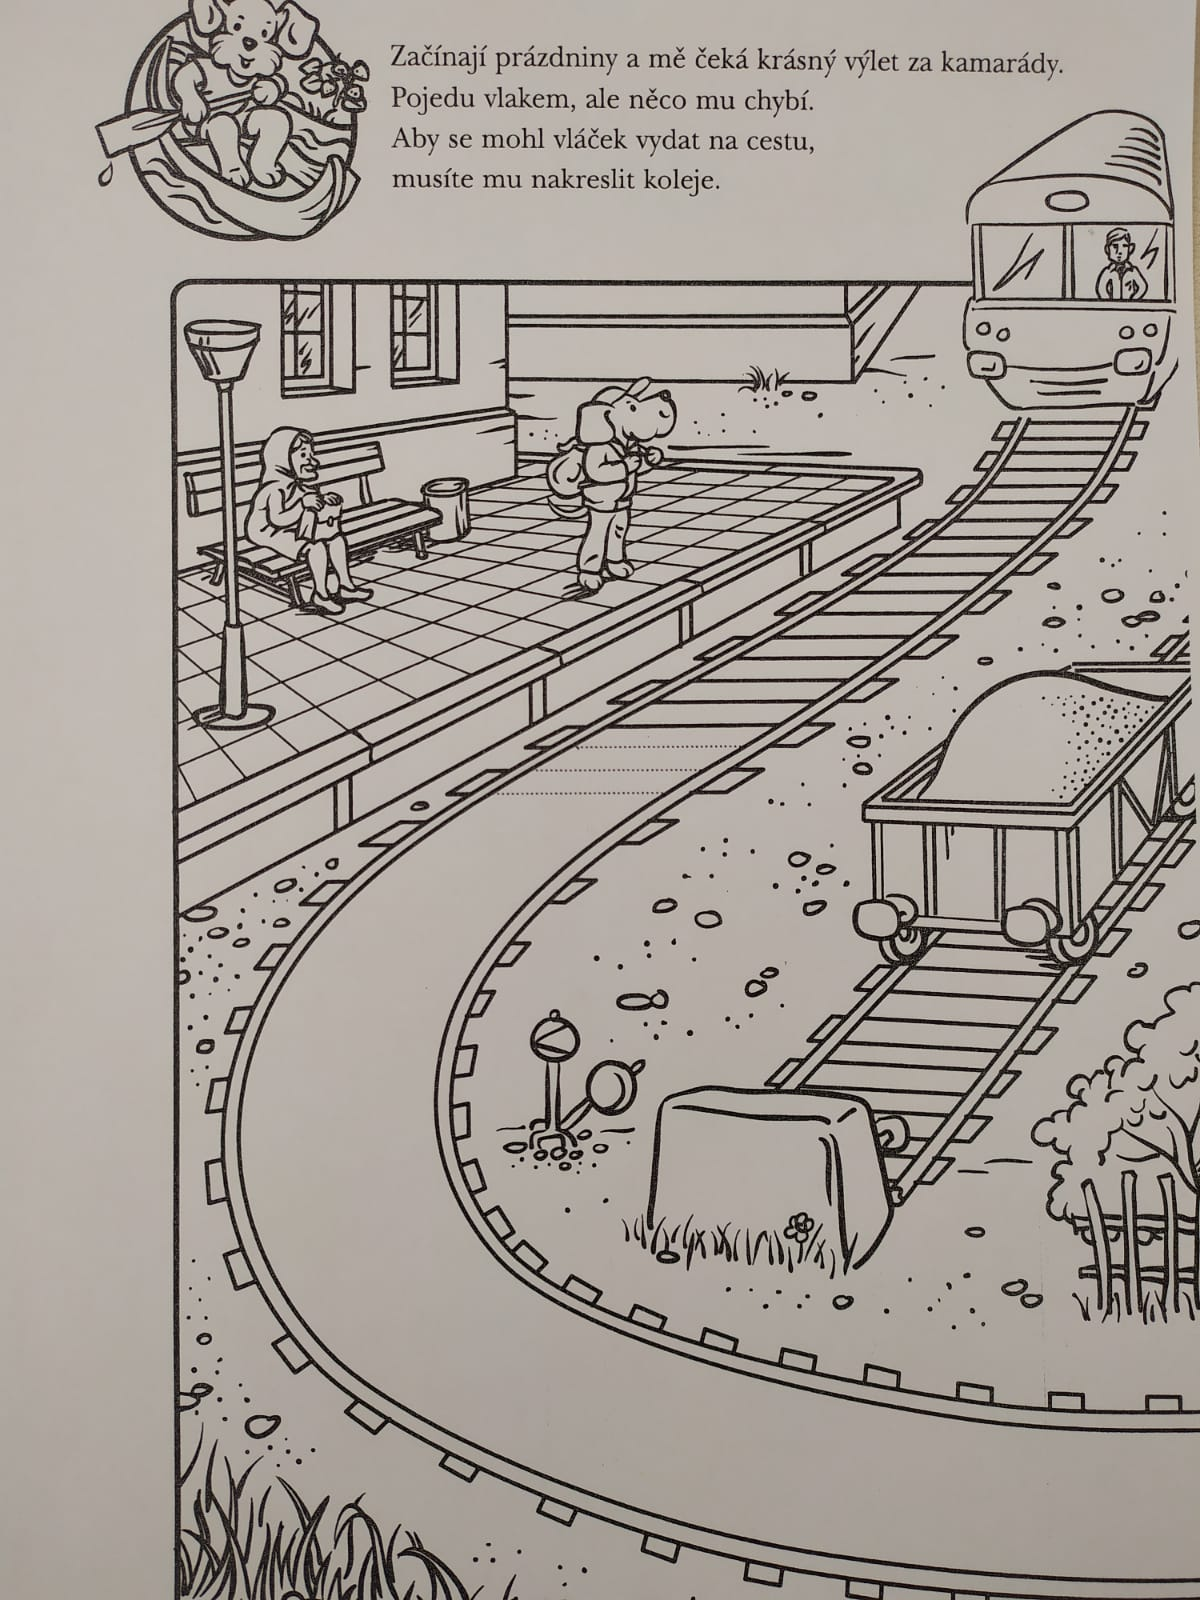 Začínají prázdniny a mě čeká krásný výlet za kamarády.
Pojedu vlakem, ale něco mu chybí.
Aby se mohl vláček vydat na cestu,
musíte mu nakreslit koleje.